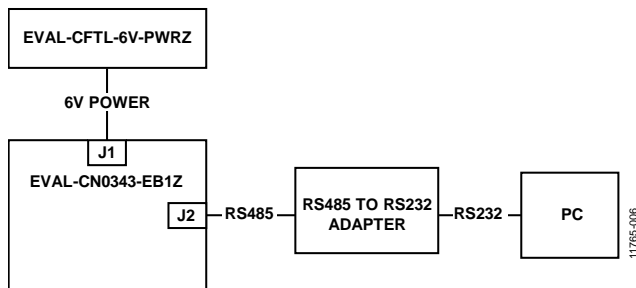 EVAL-CFTL-6V-PWRZ
6V POWER
J1
EVAL-CN0343-EB1Z
J2
RS485
RS485 TO RS232
ADAPTER
RS232
PC
11765-006